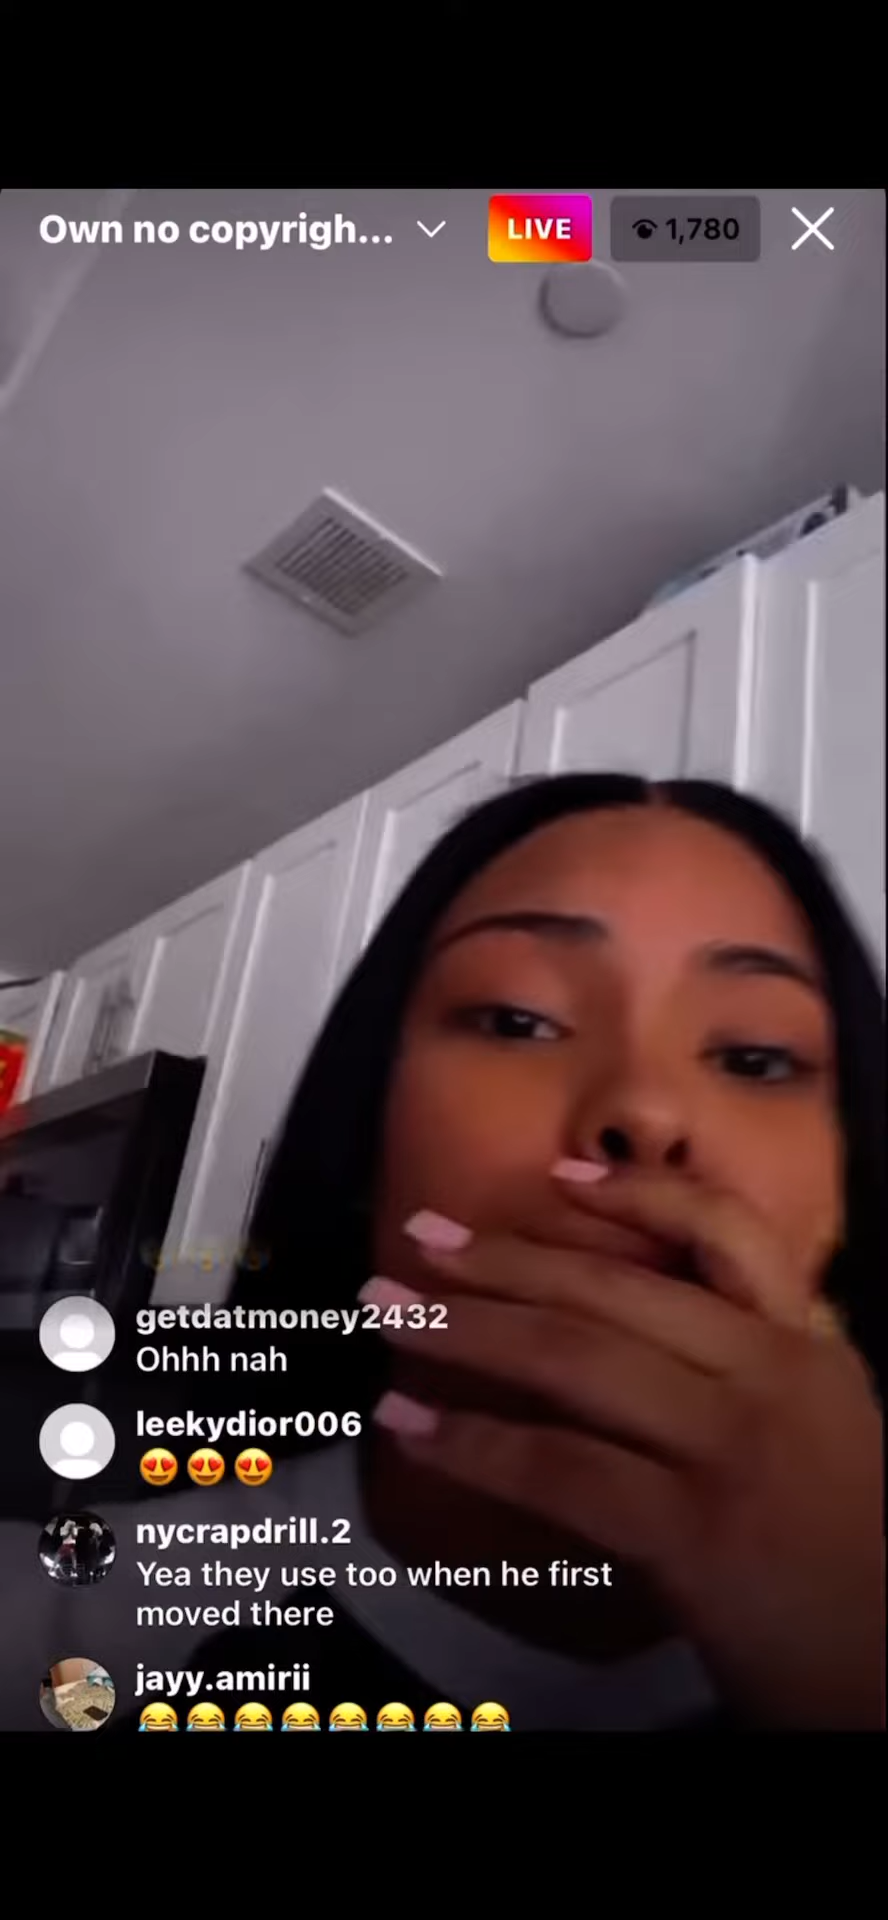 Own no copyrigh...
LIVE
1,780
getdatmoney2432
Ohhh nah
leekydior006
😍😍😍
nycrapdrill.2
Yea they use too when he first
moved there
jayy.amirii
😂😂😂😂😂😂😂😂